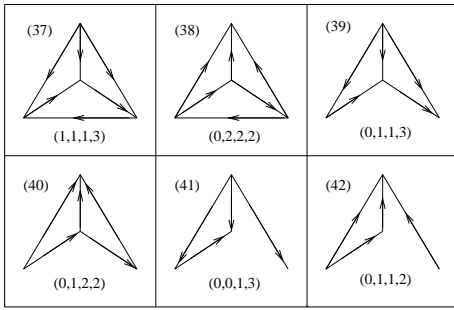 (37) (38) (39)
(1,1,1,3) (0,2,2,2) (0,1,1,3)
(40) (41) (42)
(0,1,2,2) (0,0,1,3) (0,1,1,2)